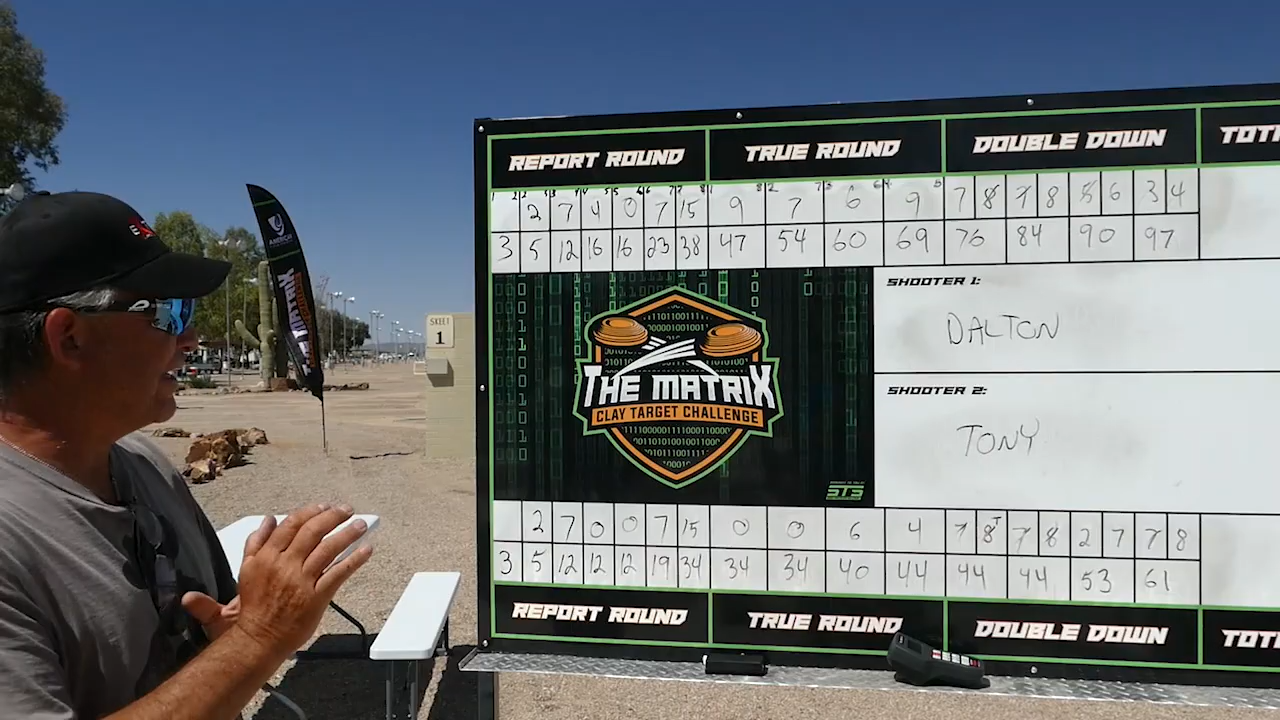 REPORT ROUND TRUE ROUND DOUBLE DOWN TOT
2 7 4 0 7 15 9 7 6 9 7 8 7 8 5 6 3 4
3 5 12 16 16 23 38 47 54 60 69 76 84 90 97
SHOOTER 1:
DALTON
SHOOTER 2:
TONY
THE MATRIX
CLAY TARGET CHALLENGE
STS
2 7 0 0 7 15 0 0 6 4 7 8 7 8 2 7 7 8
3 5 12 12 12 19 34 34 34 40 44 44 44 53 61
REPORT ROUND TRUE ROUND DOUBLE DOWN TOT
SKEET
1